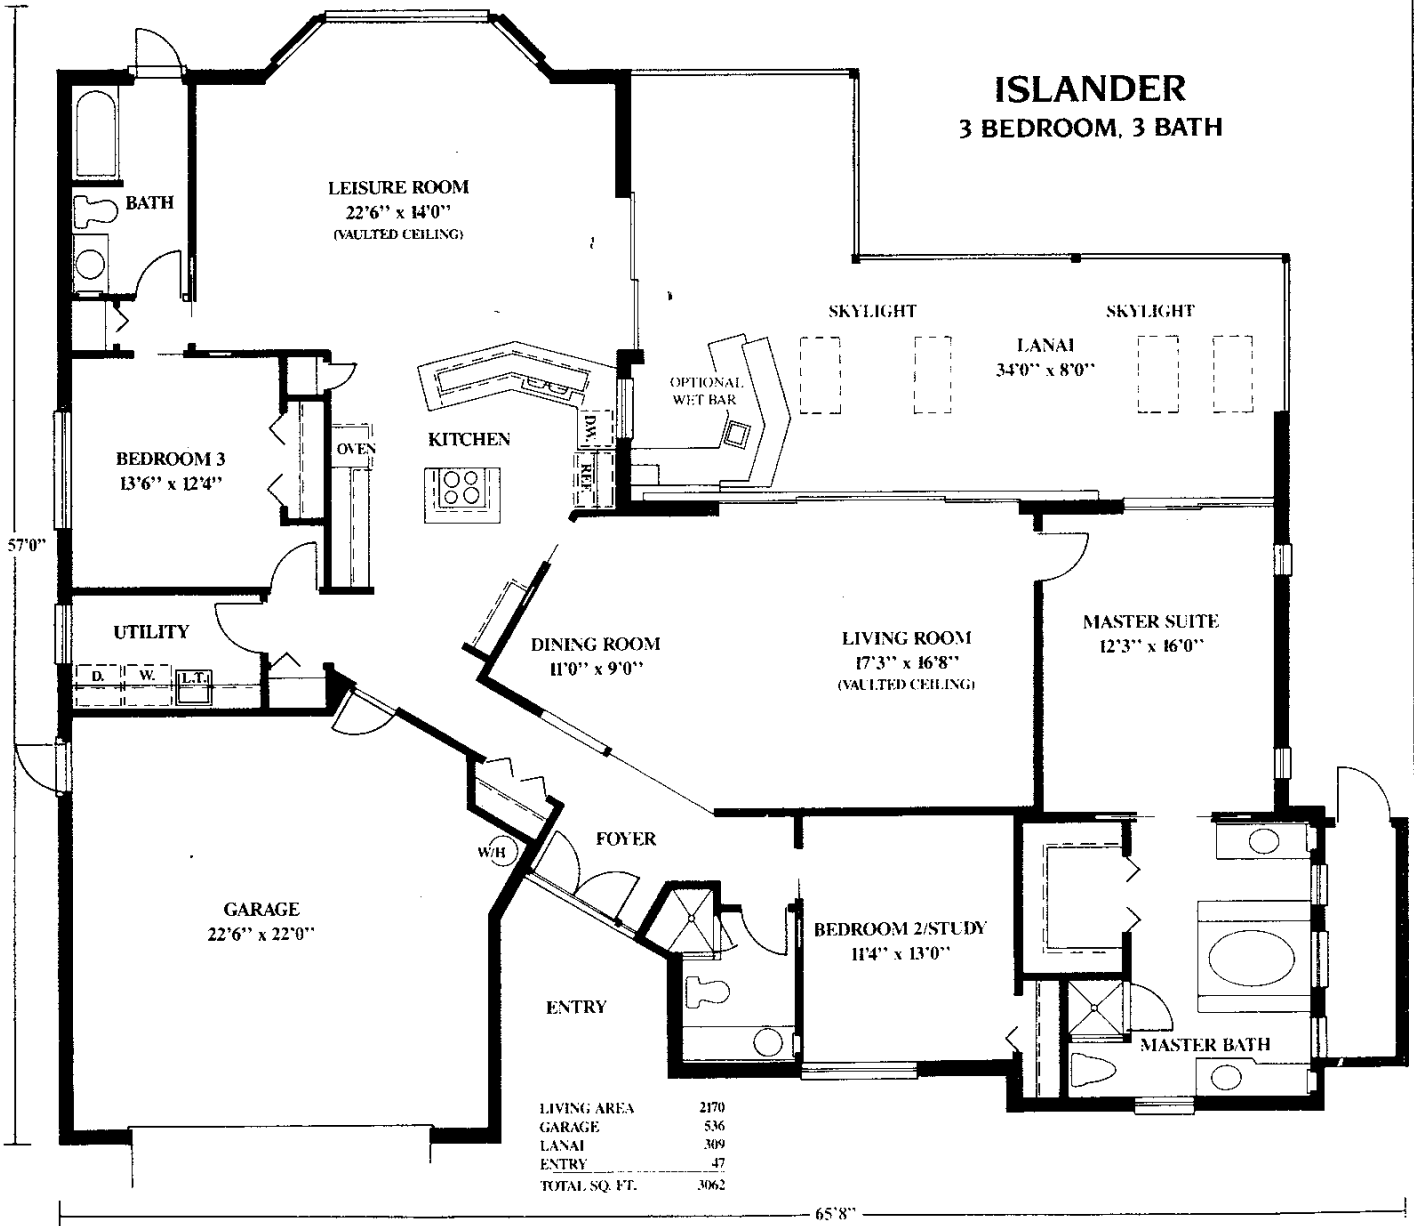 ISLANDER
3 BEDROOM, 3 BATH
BATH
LEISURE ROOM
22'6" x 14'0"
(VAULTED CEILING)
SKYLIGHT
SKYLIGHT
LANAI
34'0" x 8'0"
OPTIONAL
WET BAR
KITCHEN
D.W.
OVEN
REF.
BEDROOM 3
13'6" x 12'4"
57'0"
UTILITY
D.
W.
L.T.
DINING ROOM
11'0" x 9'0"
LIVING ROOM
17'3" x 16'8"
(VAULTED CEILING)
MASTER SUITE
12'3" x 16'0"
FOYER
W/H
GARAGE
22'6" x 22'0"
BEDROOM 2/STUDY
11'4" x 13'0"
ENTRY
MASTER BATH
LIVING AREA 2170
GARAGE 536
LANAI 309
ENTRY 47
TOTAL SQ. FT. 3062
65'8"